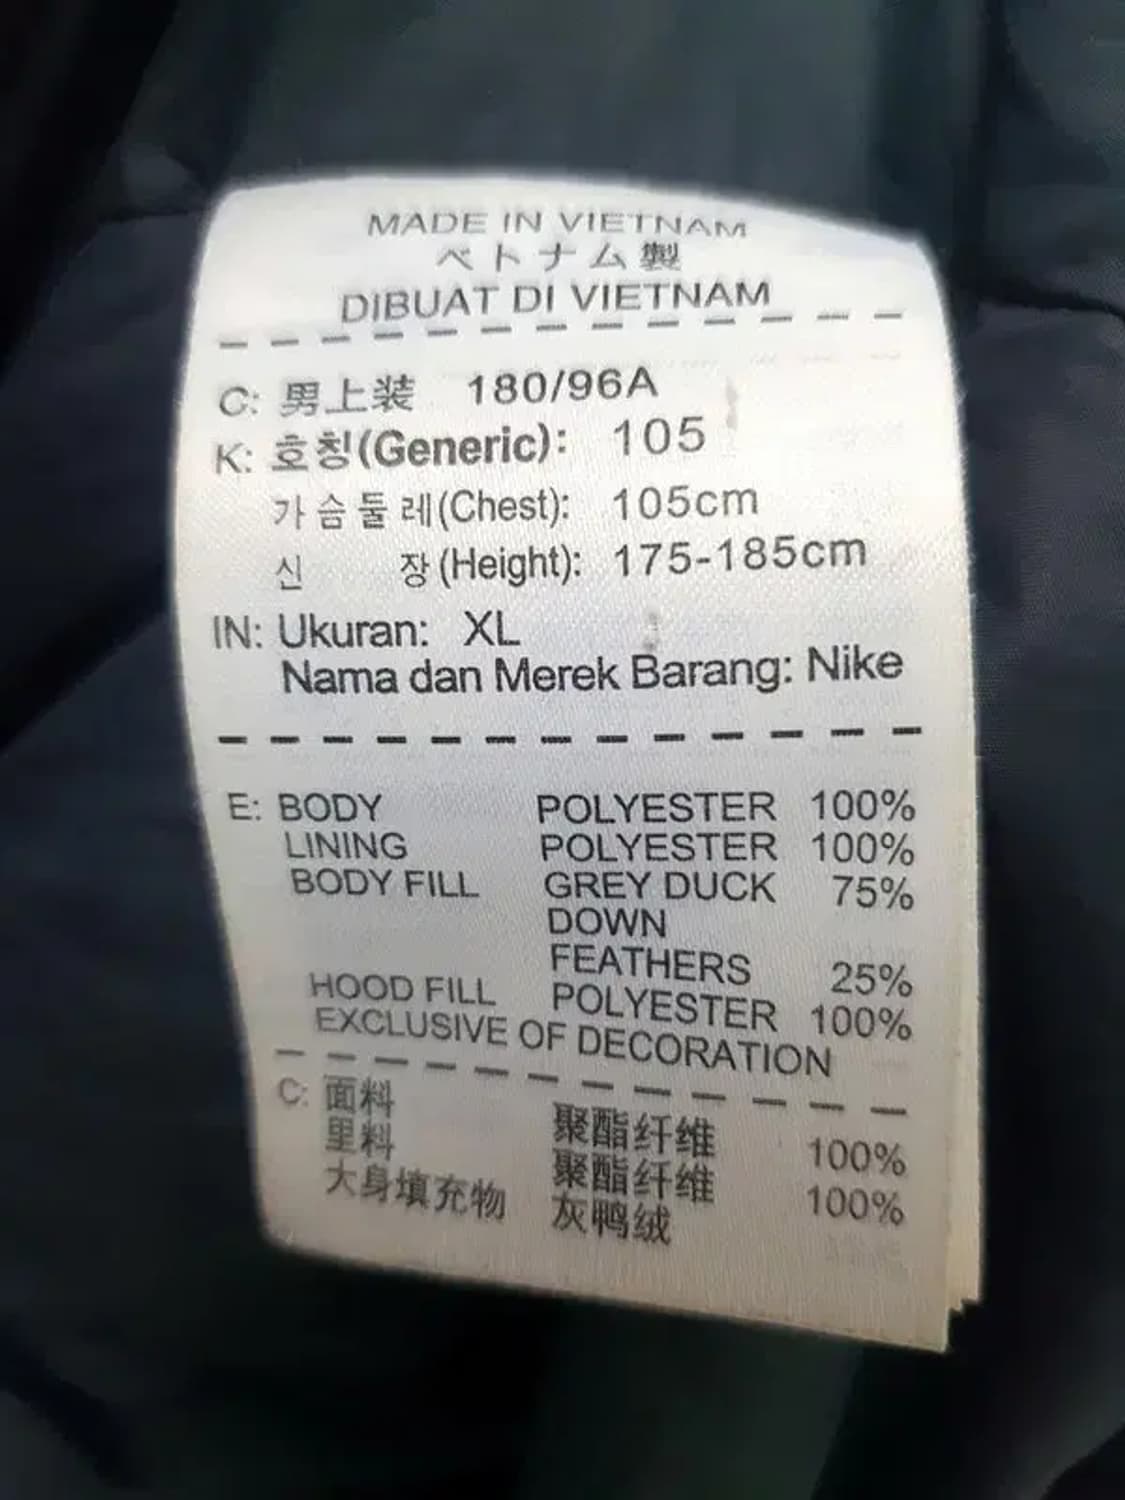 MADE IN VIETNAM
ベトナム製
DIBUAT DI VIETNAM
C: 男上装 180/96A
K: 호칭(Generic): 105
가슴둘레(Chest): 105cm
신 장(Height): 175-185cm
IN: Ukuran: XL
Nama dan Merek Barang: Nike
E: BODY POLYESTER 100%
LINING POLYESTER 100%
BODY FILL GREY DUCK 75%
DOWN
FEATHERS 25%
HOOD FILL POLYESTER 100%
EXCLUSIVE OF DECORATION
C: 面料 聚酯纤维 100%
里料 聚酯纤维 100%
大身填充物 灰鸭绒